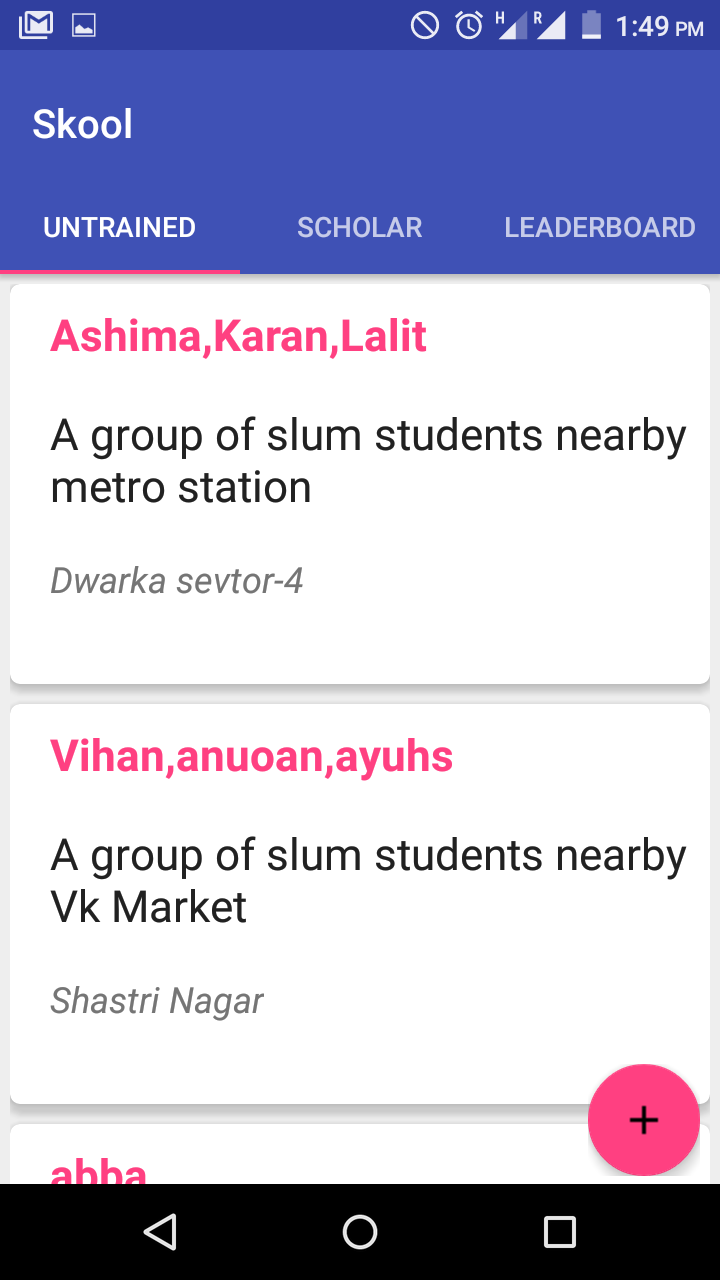 H R 1:49 PM
Skool
UNTRAINED SCHOLAR LEADERBOARD
Ashima,Karan,Lalit
A group of slum students nearby
metro station
Dwarka sevtor-4
Vihan,anuoan,ayuhs
A group of slum students nearby
Vk Market
Shastri Nagar
+
abba